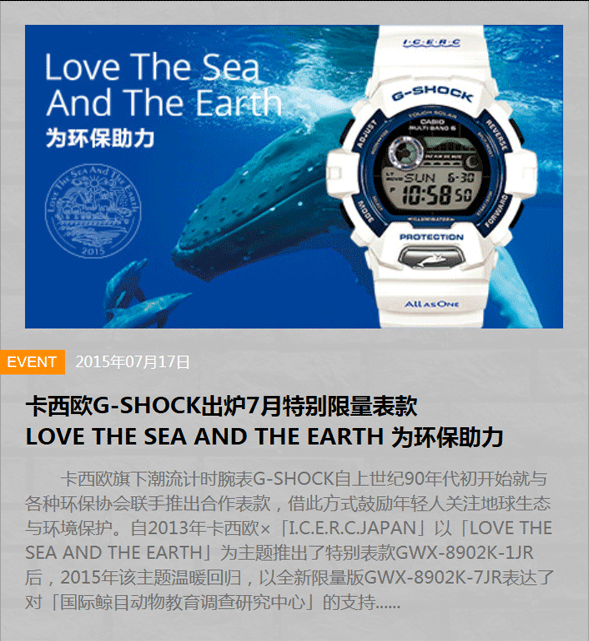 Love The Sea
And The Earth
为环保助力
LOVE THE SEA AND THE EARTH
2015
I.C.E.R.C
G-SHOCK
TOUGH SOLAR
CASIO
MULTI BAND 6
ADJUST
REVERSE
SUN 6-30
P 10:58 50
MODE
FORWARD
ILLUMINATOR
PROTECTION
ALL AS ONE
EVENT 2015年07月17日
卡西欧G-SHOCK出炉7月特别限量表款
LOVE THE SEA AND THE EARTH 为环保助力
卡西欧旗下潮流计时腕表G-SHOCK自上世纪90年代初开始就与
各种环保协会联手推出合作表款，借此方式鼓励年轻人关注地球生态
与环境保护。自2013年卡西欧×「I.C.E.R.C.JAPAN」以「LOVE THE
SEA AND THE EARTH」为主题推出了特别表款GWX-8902K-1JR
后，2015年该主题温暖回归，以全新限量版GWX-8902K-7JR表达了
对「国际鲸目动物教育调查研究中心」的支持......